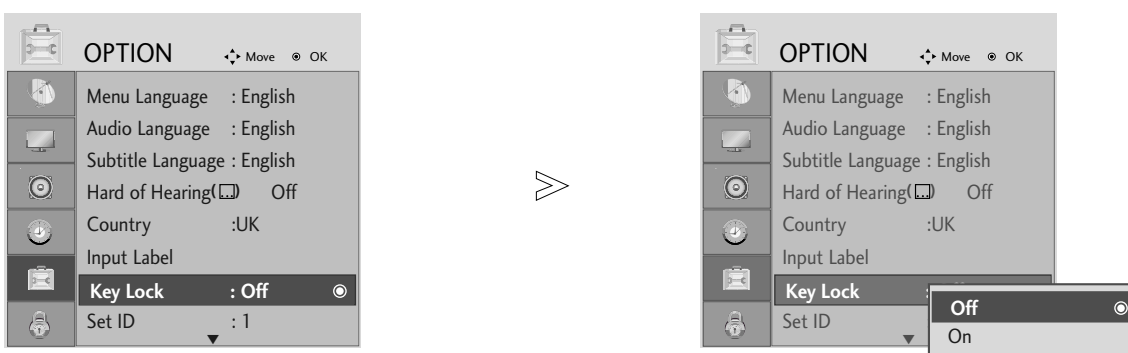 OPTION Move OK
Menu Language : English
Audio Language : English
Subtitle Language : English
Hard of Hearing( ) Off
Country :UK
Input Label
Key Lock : Off
Set ID : 1
OPTION Move OK
Menu Language : English
Audio Language : English
Subtitle Language : English
Hard of Hearing( ) Off
Country :UK
Input Label
Key Lock :
Set ID
Off
On